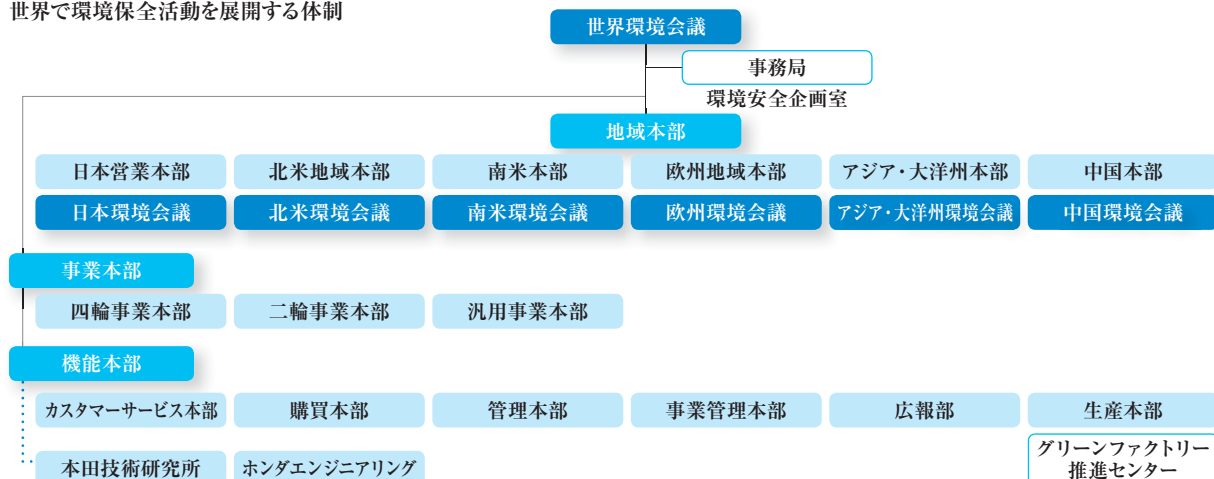 世界で環境保全活動を展開する体制
世界環境会議
事務局
環境安全企画室
地域本部
日本営業本部 北米地域本部 南米本部 欧州地域本部 アジア・大洋州本部 中国本部
日本環境会議 北米環境会議 南米環境会議 欧州環境会議 アジア・大洋州環境会議 中国環境会議
事業本部
四輪事業本部 二輪事業本部 汎用事業本部
機能本部
カスタマーサービス本部 購買本部 管理本部 事業管理本部 広報部 生産本部
本田技術研究所 ホンダエンジニアリング
グリーンファクトリー
推進センター